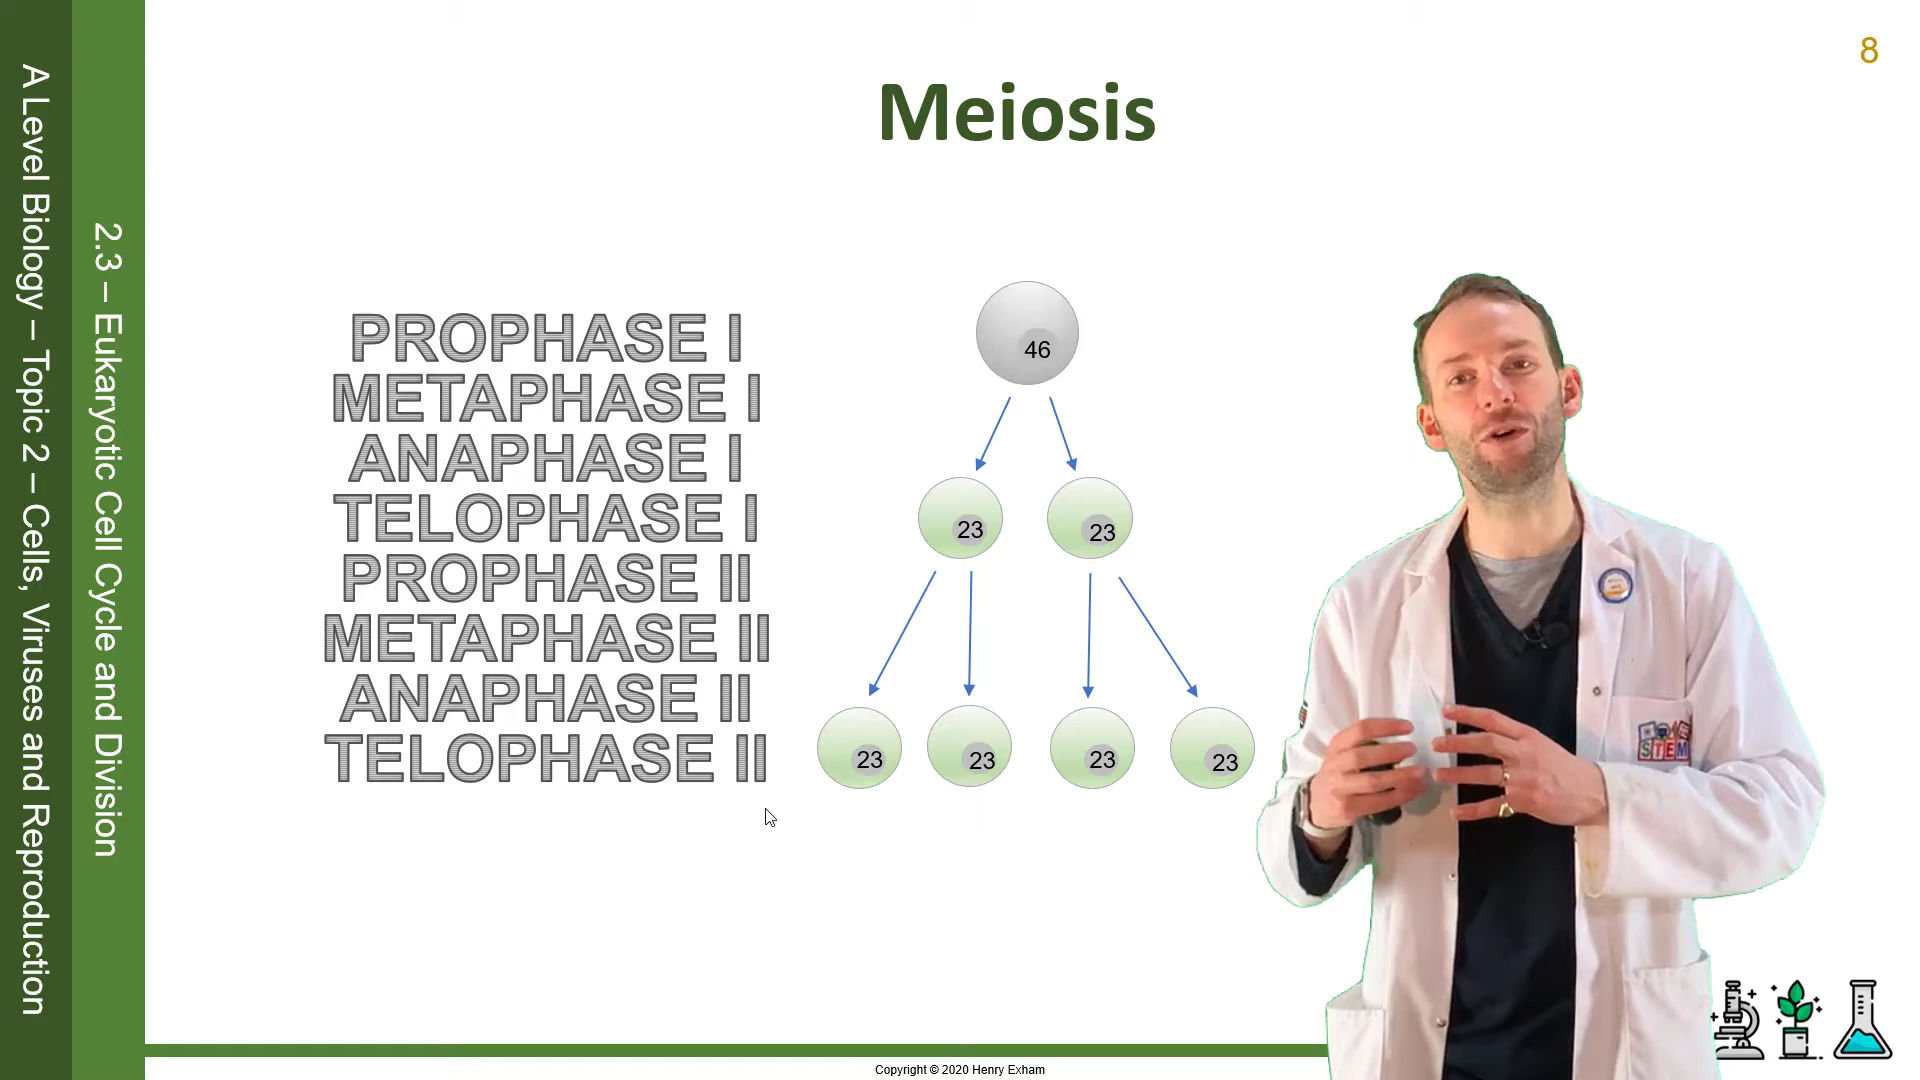 A Level Biology – Topic 2 – Cells, Viruses and Reproduction
2.3 – Eukaryotic Cell Cycle and Division
8
Meiosis
PROPHASE I
METAPHASE I
ANAPHASE I
TELOPHASE I
PROPHASE II
METAPHASE II
ANAPHASE II
TELOPHASE II
46
23 23
23 23 23 23
STEM
Copyright © 2020 Henry Exham